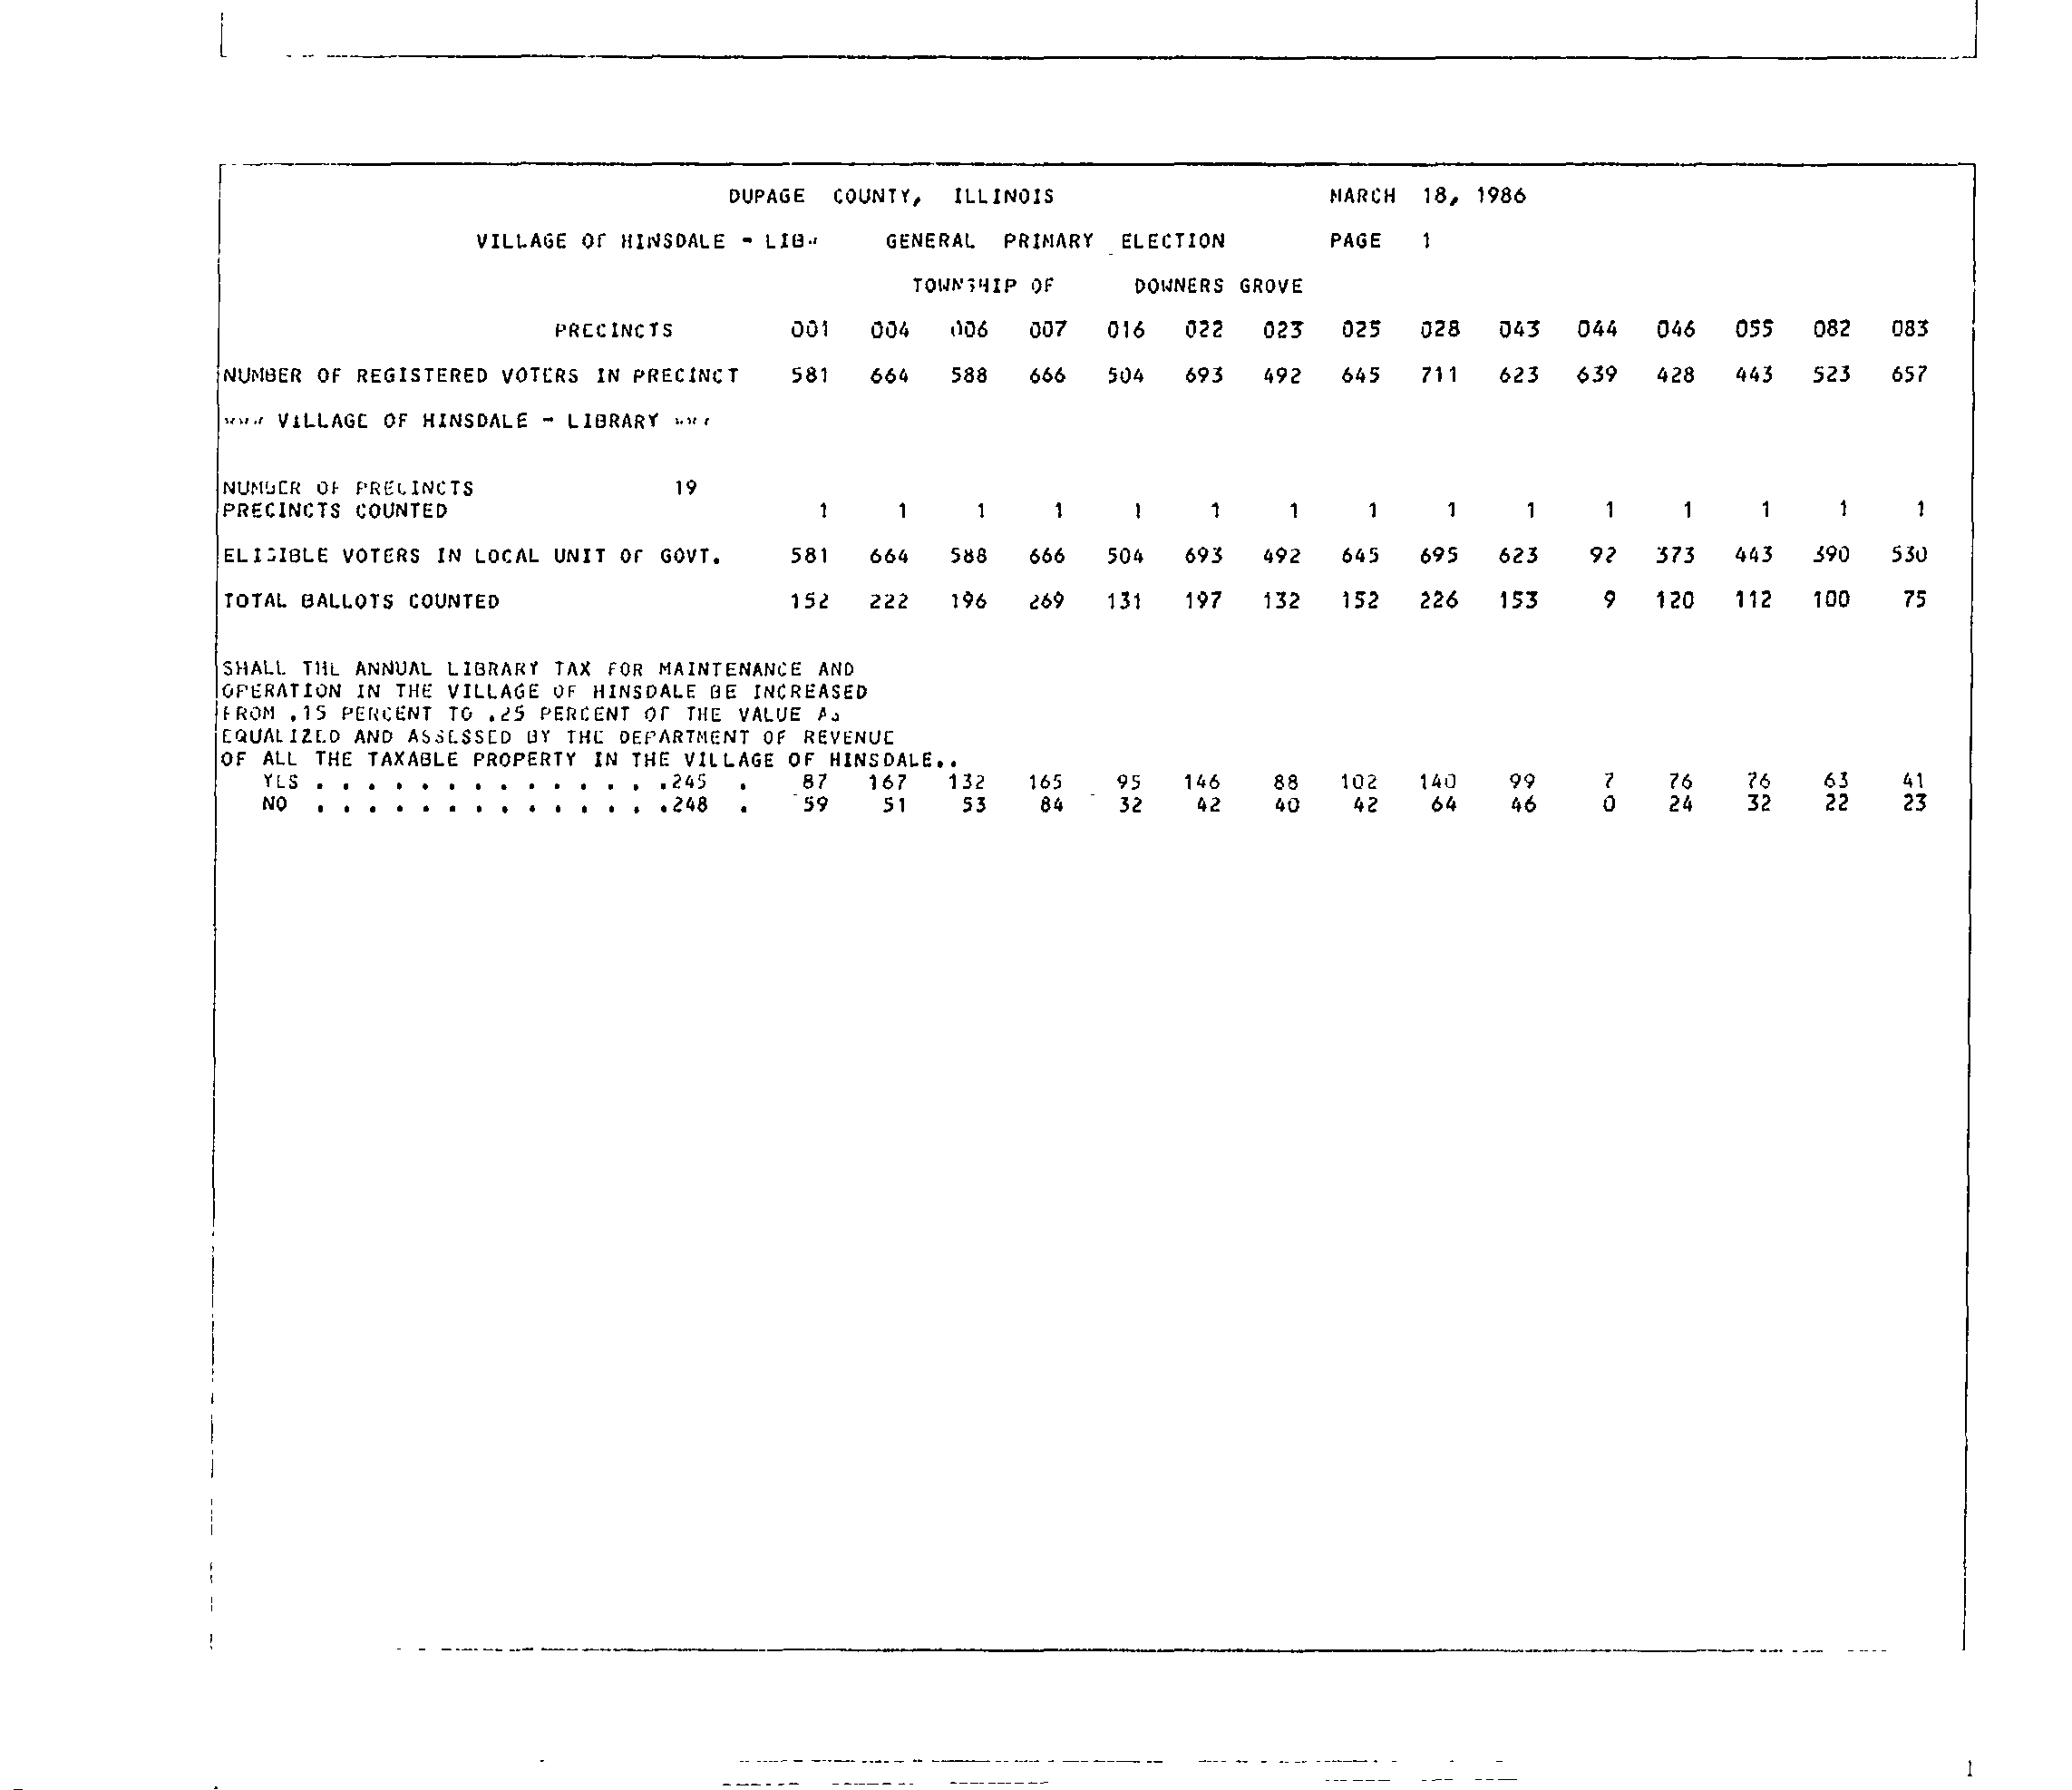 DUPAGE COUNTY, ILLINOIS MARCH 18, 1986
VILLAGE OF HINSDALE - LIB. GENERAL PRIMARY ELECTION PAGE 1
TOWNSHIP OF DOWNERS GROVE
PRECINCTS 001 004 006 007 016 022 023 025 028 043 044 046 055 082 083
NUMBER OF REGISTERED VOTERS IN PRECINCT 581 664 588 666 504 693 492 645 711 623 639 428 443 523 657
VILLAGE OF HINSDALE - LIBRARY
NUMBER OF PRECINCTS 19
PRECINCTS COUNTED 1 1 1 1 1 1 1 1 1 1 1 1 1 1 1
ELIGIBLE VOTERS IN LOCAL UNIT OF GOVT. 581 664 588 666 504 693 492 645 695 623 92 373 443 390 530
TOTAL BALLOTS COUNTED 152 222 196 269 131 197 132 152 226 153 9 120 112 100 75
SHALL THE ANNUAL LIBRARY TAX FOR MAINTENANCE AND
OPERATION IN THE VILLAGE OF HINSDALE BE INCREASED
FROM .15 PERCENT TO .25 PERCENT OF THE VALUE AS
EQUALIZED AND ASSESSED BY THE DEPARTMENT OF REVENUE
OF ALL THE TAXABLE PROPERTY IN THE VILLAGE OF HINSDALE..
YES . . . . . . . . . . . . . .245 . 87 167 132 165 95 146 88 102 140 99 7 76 76 63 41
NO . . . . . . . . . . . . . .248 . 59 51 53 84 32 42 40 42 64 46 0 24 32 22 23